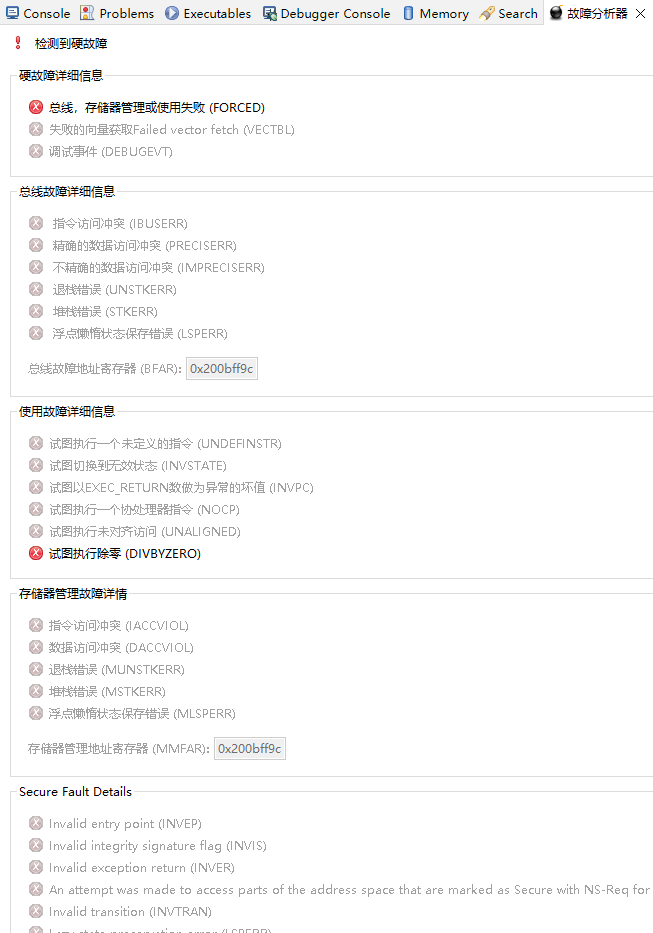 Console Problems Executables Debugger Console Memory Search 故障分析器
检测到硬故障
硬故障详细信息
总线，存储器管理或使用失败 (FORCED)
失败的向量获取Failed vector fetch (VECTBL)
调试事件 (DEBUGEVT)
总线故障详细信息
指令访问冲突 (IBUSERR)
精确的数据访问冲突 (PRECISERR)
不精确的数据访问冲突 (IMPRECISERR)
退栈错误 (UNSTKERR)
堆栈错误 (STKERR)
浮点懒惰状态保存错误 (LSPERR)
总线故障地址寄存器 (BFAR): 0x200bff9c
使用故障详细信息
试图执行一个未定义的指令 (UNDEFINSTR)
试图切换到无效状态 (INVSTATE)
试图以EXEC_RETURN数做为异常的坏值 (INVPC)
试图执行一个协处理器指令 (NOCP)
试图执行未对齐访问 (UNALIGNED)
试图执行除零 (DIVBYZERO)
存储器管理故障详情
指令访问冲突 (IACCVIOL)
数据访问冲突 (DACCVIOL)
退栈错误 (MUNSTKERR)
堆栈错误 (MSTKERR)
浮点懒惰状态保存错误 (MLSPERR)
存储器管理地址寄存器 (MMFAR): 0x200bff9c
Secure Fault Details
Invalid entry point (INVEP)
Invalid integrity signature flag (INVIS)
Invalid exception return (INVER)
An attempt was made to access parts of the address space that are marked as Secure with NS-Req for
Invalid transition (INVTRAN)
Lazy state preservation error (LSPERR)